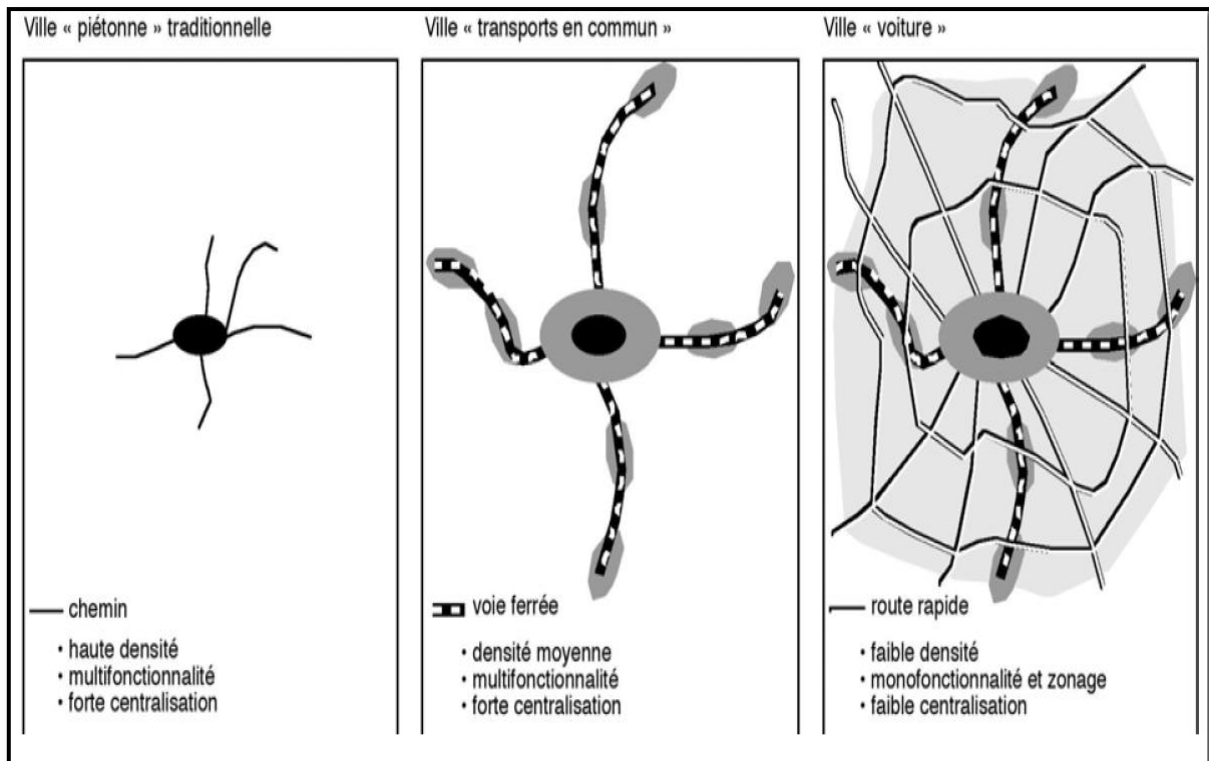 Ville « piétonne » traditionnelle
chemin
• haute densité
• multifonctionnalité
• forte centralisation
Ville « transports en commun »
voie ferrée
• densité moyenne
• multifonctionnalité
• forte centralisation
Ville « voiture »
route rapide
• faible densité
• monofonctionnalité et zonage
• faible centralisation